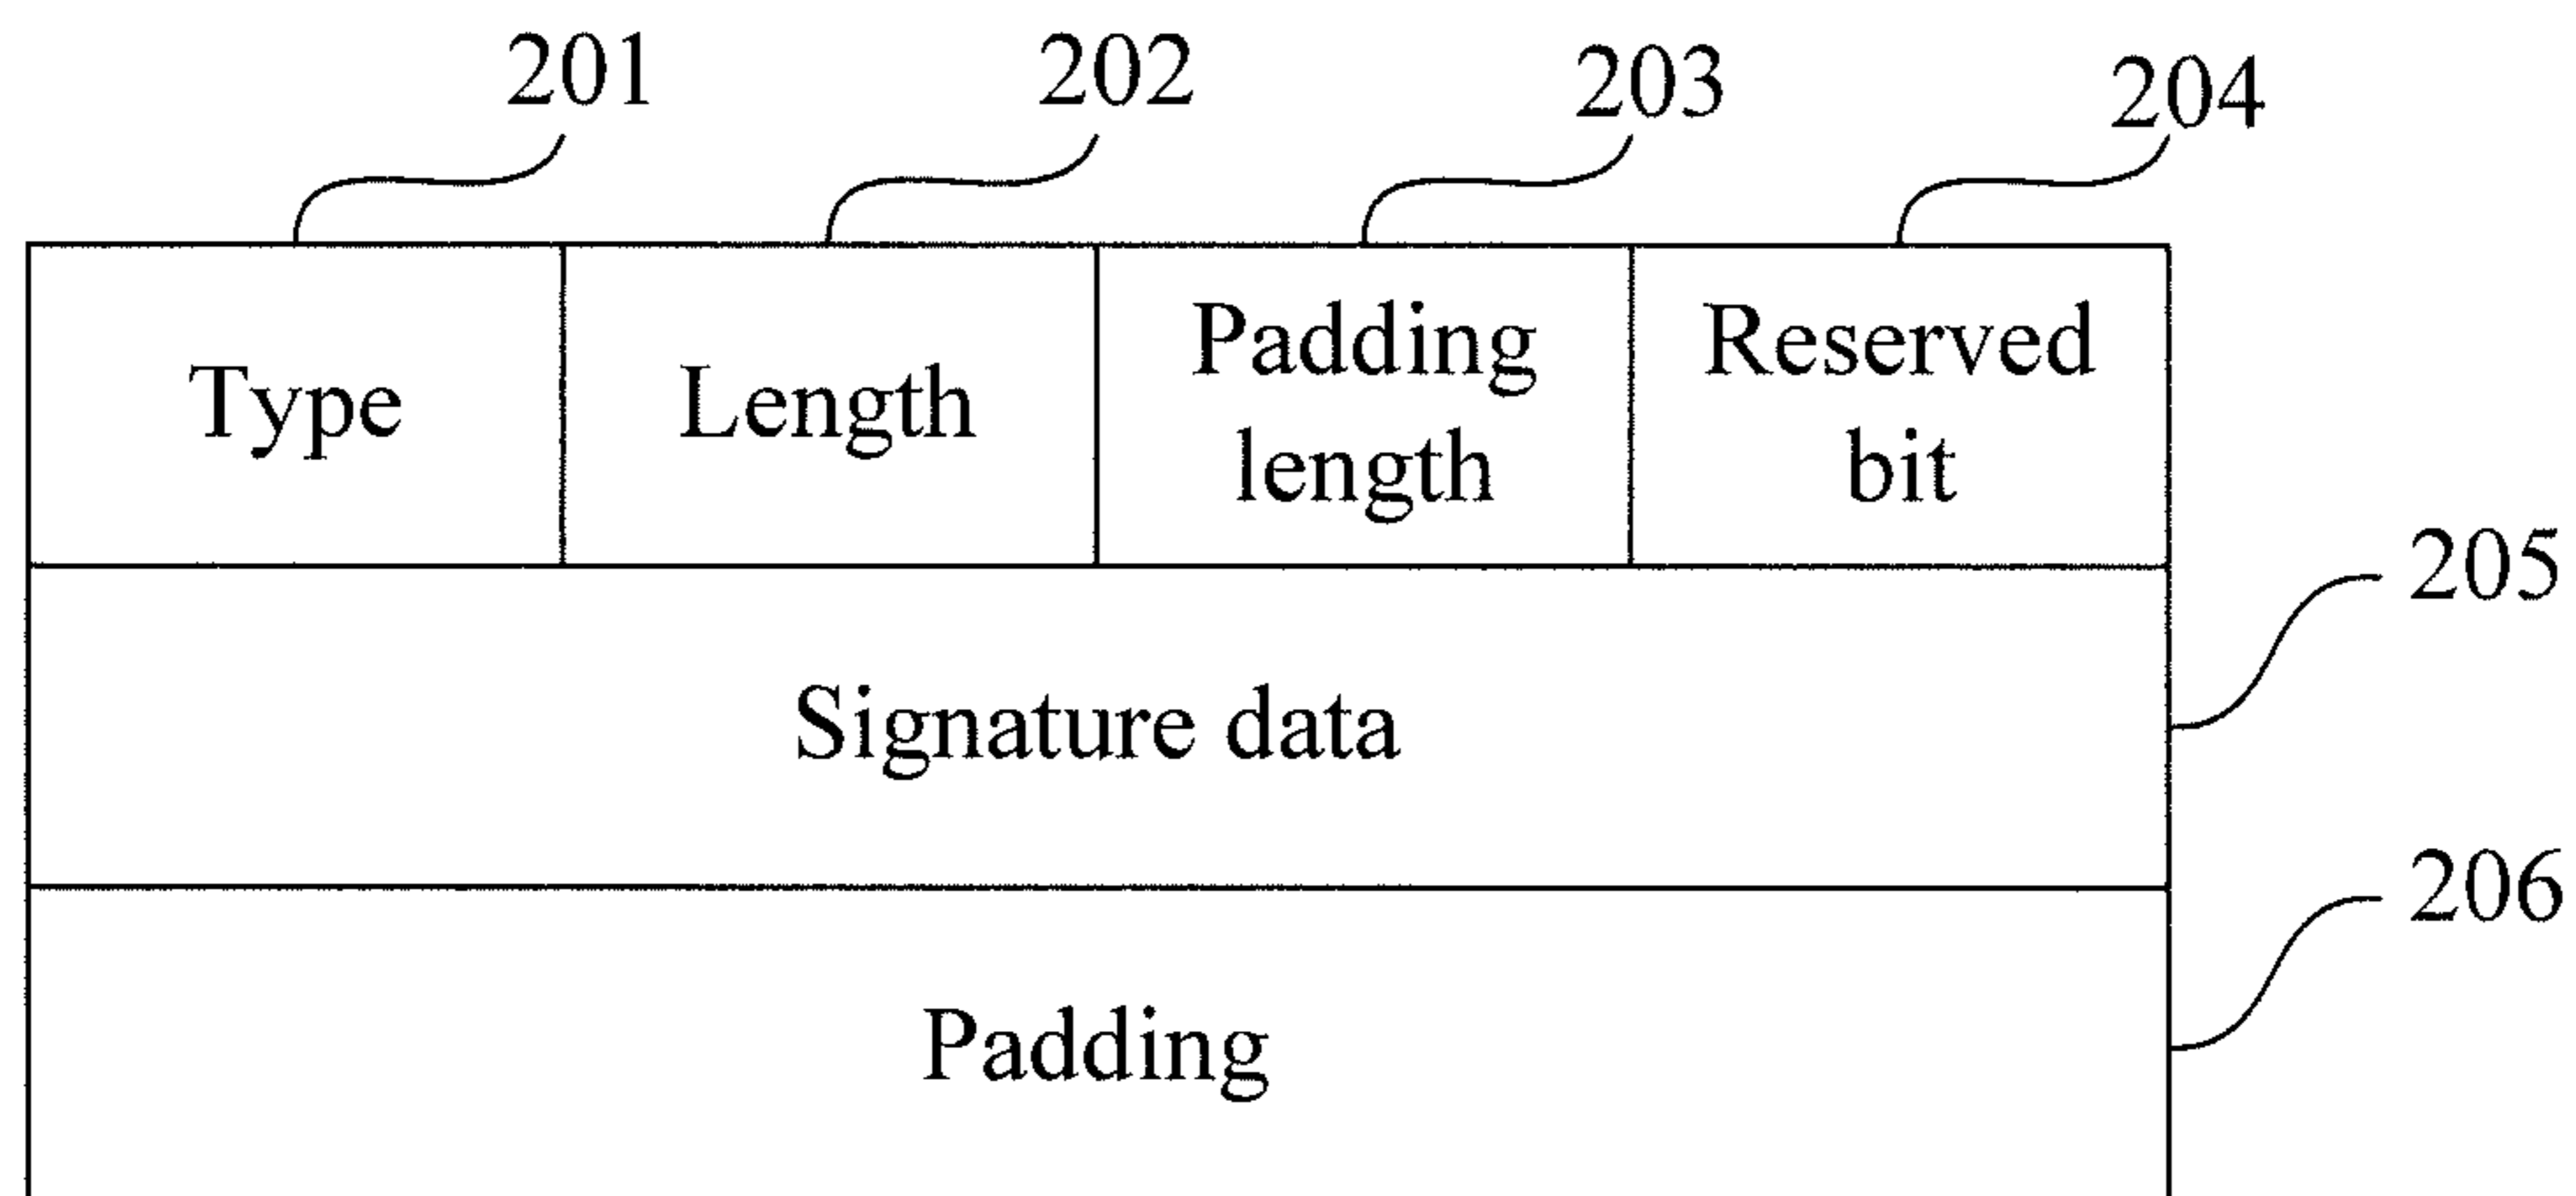 201 202 203 204
Type Length Padding length Reserved bit
205
Signature data
206
Padding